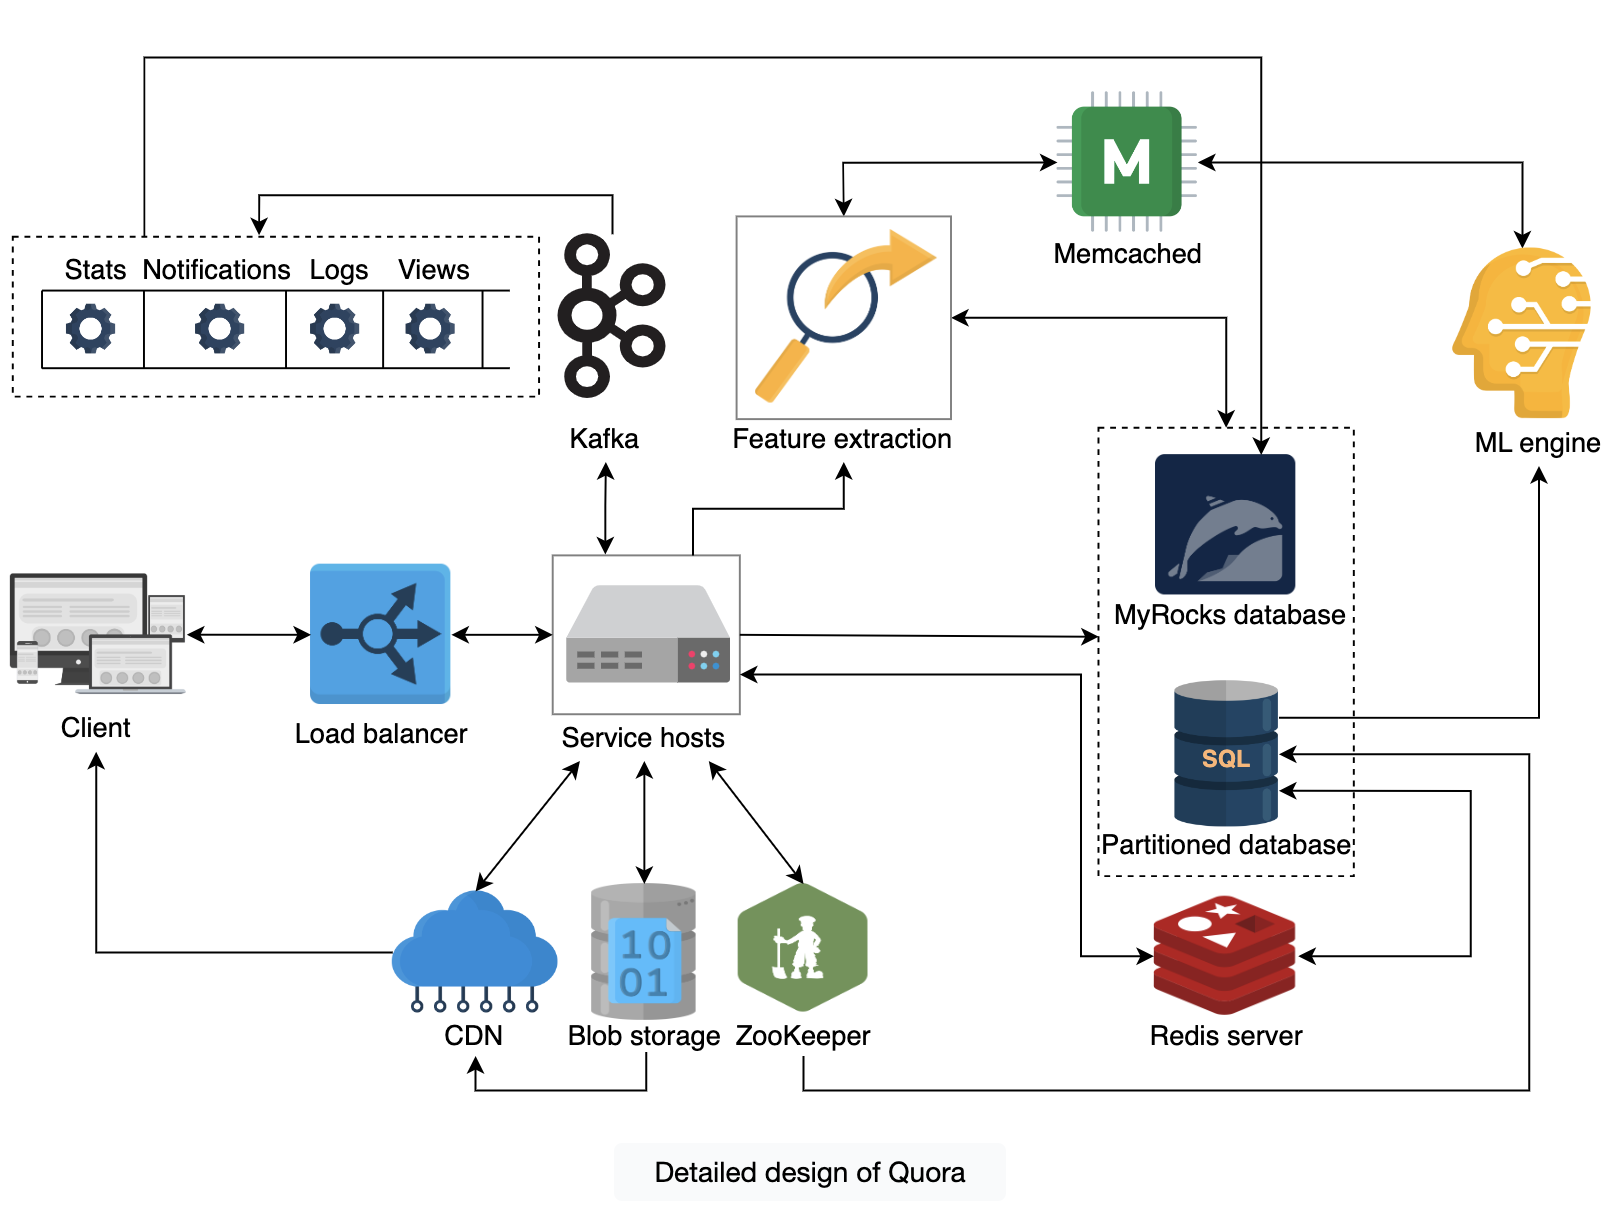 M
Memcached
Stats Notifications Logs Views
Kafka
Feature extraction
ML engine
MyRocks database
Client
Load balancer
Service hosts
SQL
Partitioned database
10
01
CDN
Blob storage
ZooKeeper
Redis server
Detailed design of Quora